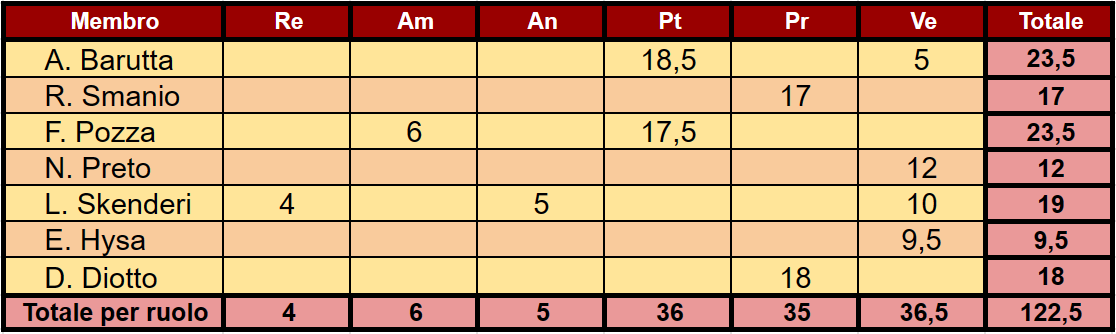 Membro Re Am An Pt Pr Ve Totale
A. Barutta 18,5 5 23,5
R. Smanio 17 17
F. Pozza 6 17,5 23,5
N. Preto 12 12
L. Skenderi 4 5 10 19
E. Hysa 9,5 9,5
D. Diotto 18 18
Totale per ruolo 4 6 5 36 35 36,5 122,5